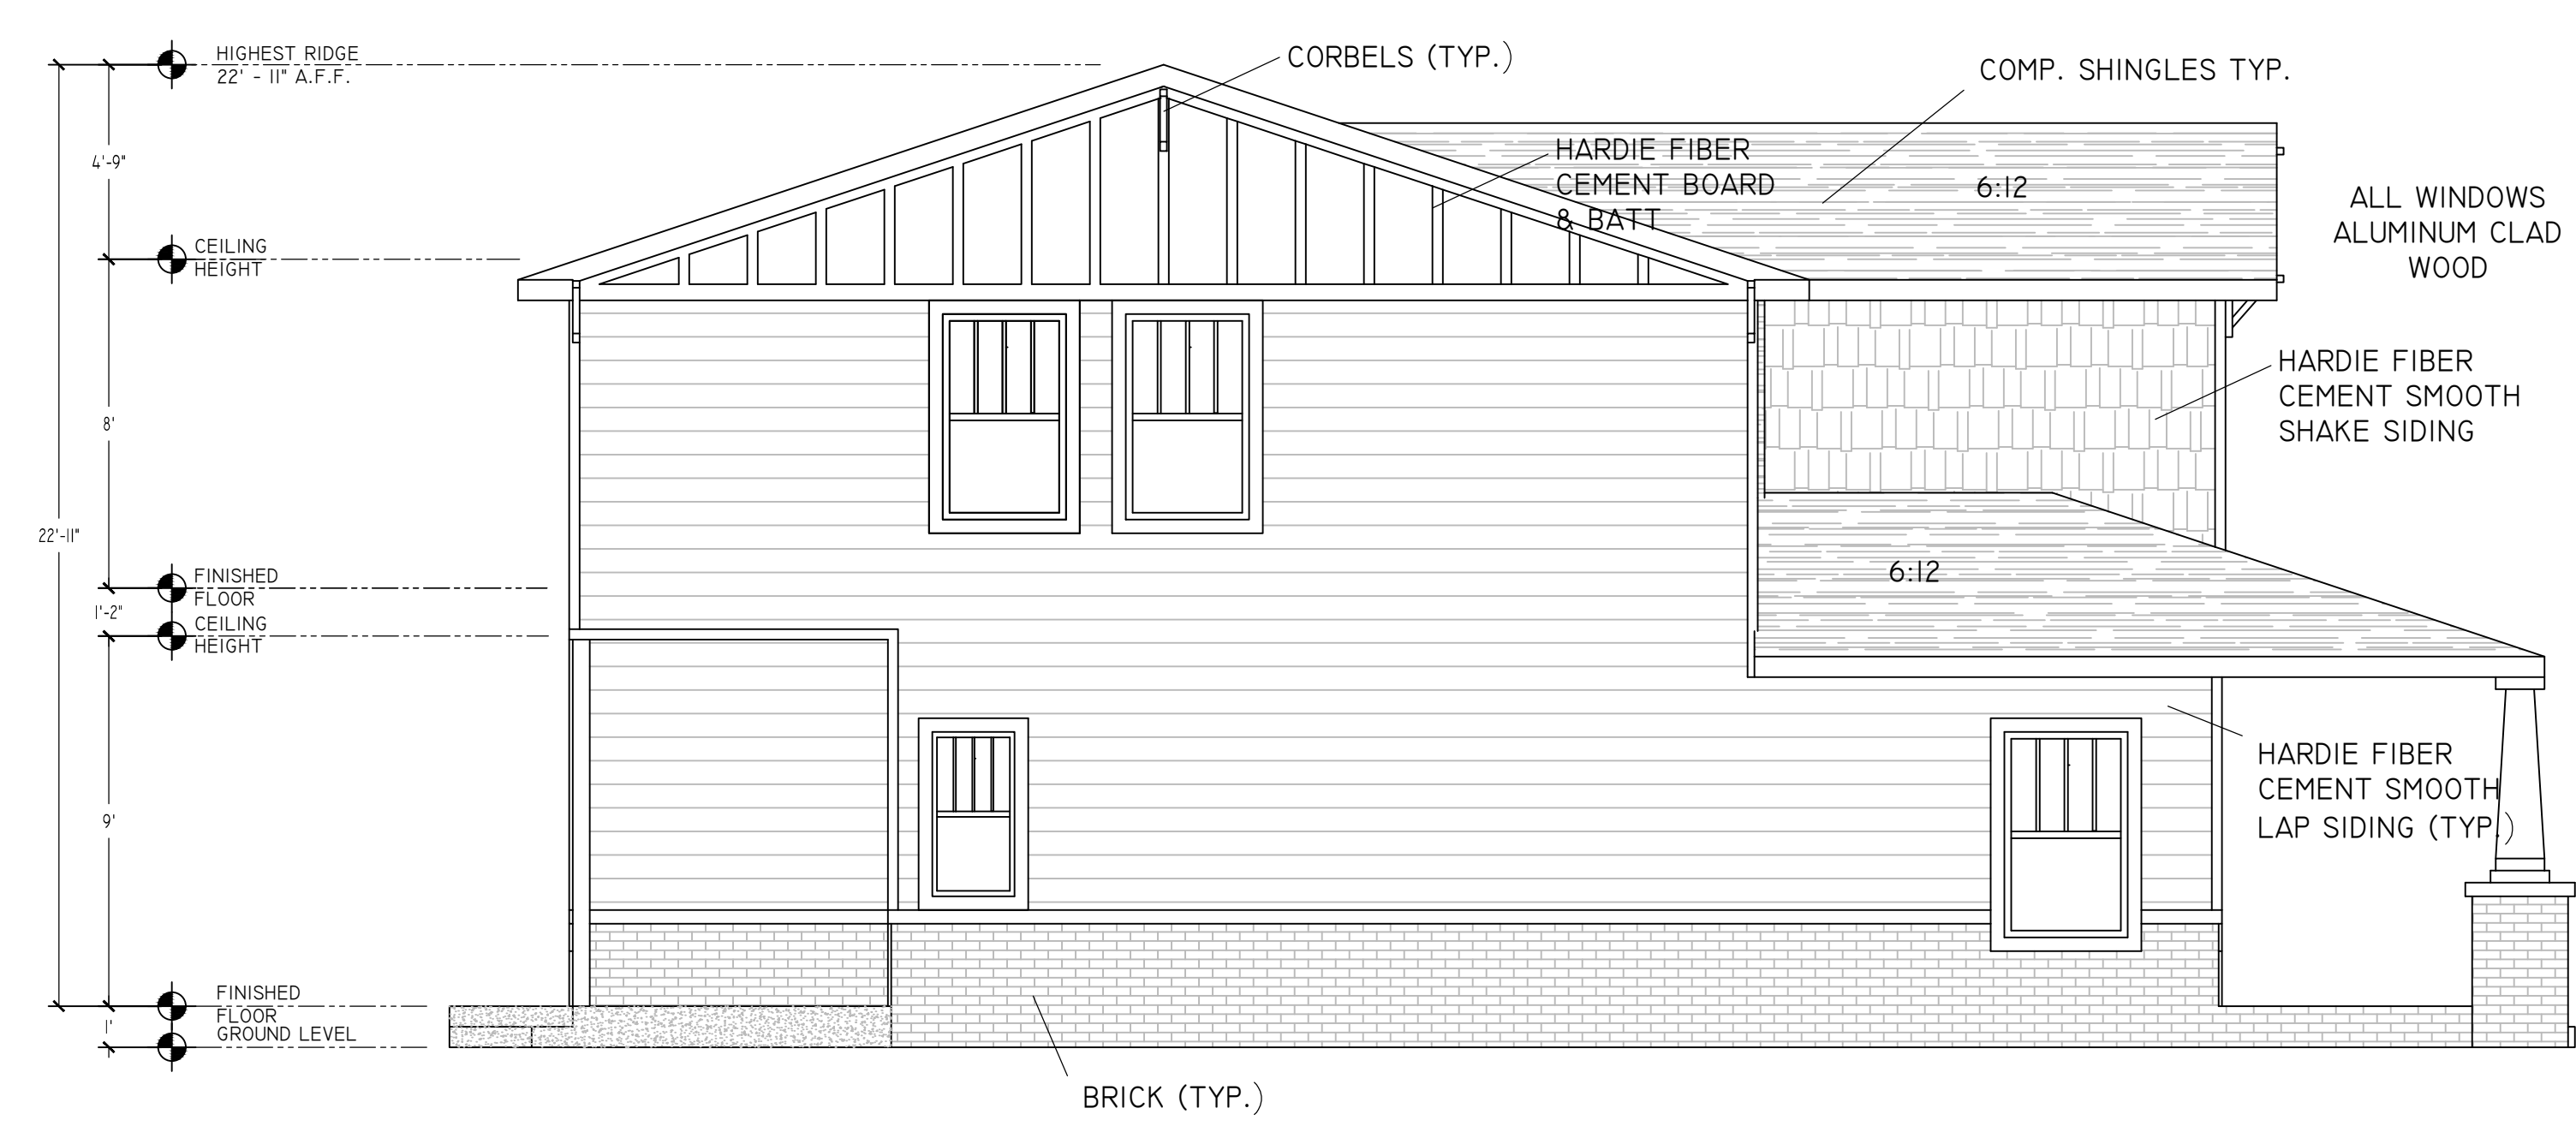 HIGHEST RIDGE
22' - 11" A.F.F.
CORBELS (TYP.)
COMP. SHINGLES TYP.
4'-9"
HARDIE FIBER
CEMENT BOARD
& BATT
6:12
ALL WINDOWS
ALUMINUM CLAD
WOOD
CEILING
HEIGHT
HARDIE FIBER
CEMENT SMOOTH
SHAKE SIDING
8'
22'-11"
6:12
FINISHED
FLOOR
1'-2"
CEILING
HEIGHT
HARDIE FIBER
CEMENT SMOOTH
LAP SIDING (TYP.)
9'
FINISHED
FLOOR
1'
GROUND LEVEL
BRICK (TYP.)